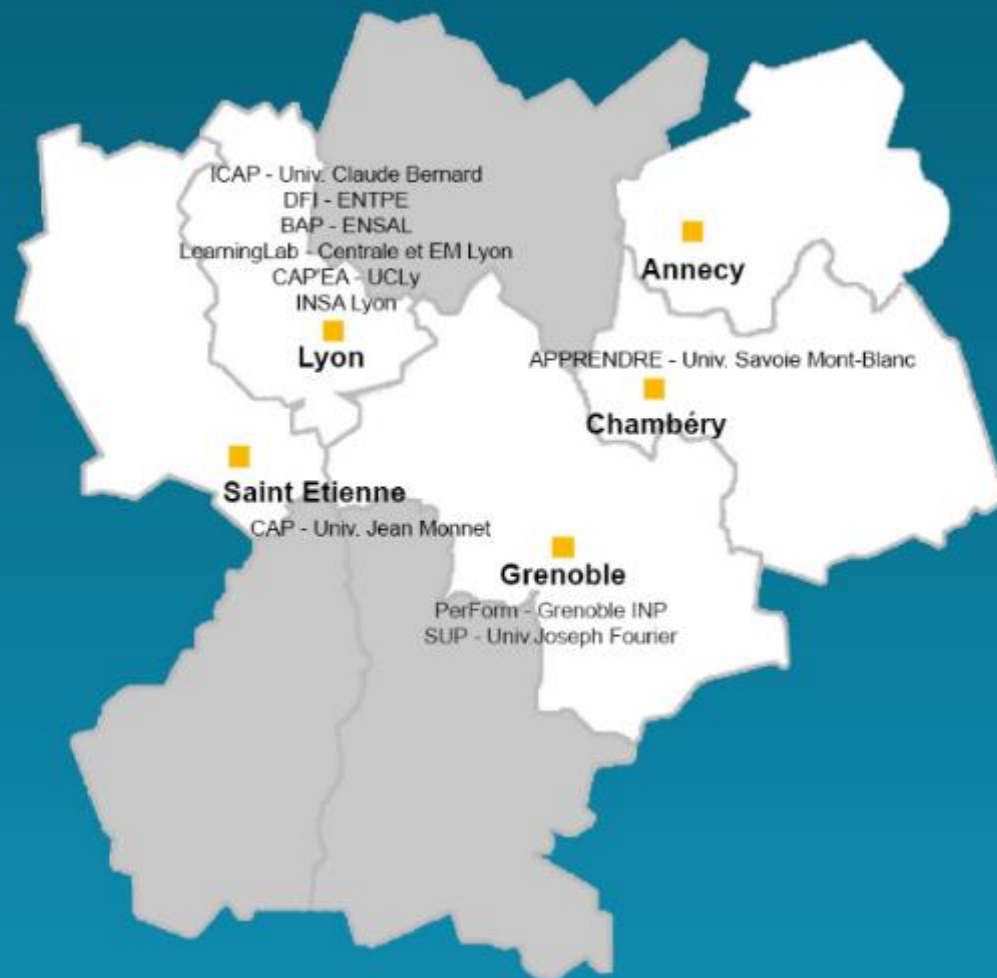 ICAP - Univ. Claude Bernard
DFI - ENTPE
BAP - ENSAL
LearningLab - Centrale et EM Lyon
CAP'EA - UCLy
INSA Lyon
Lyon
Annecy
APPRENDRE - Univ. Savoie Mont-Blanc
Chambéry
Saint Etienne
CAP - Univ. Jean Monnet
Grenoble
PerForm - Grenoble INP
SUP - Univ.Joseph Fourier